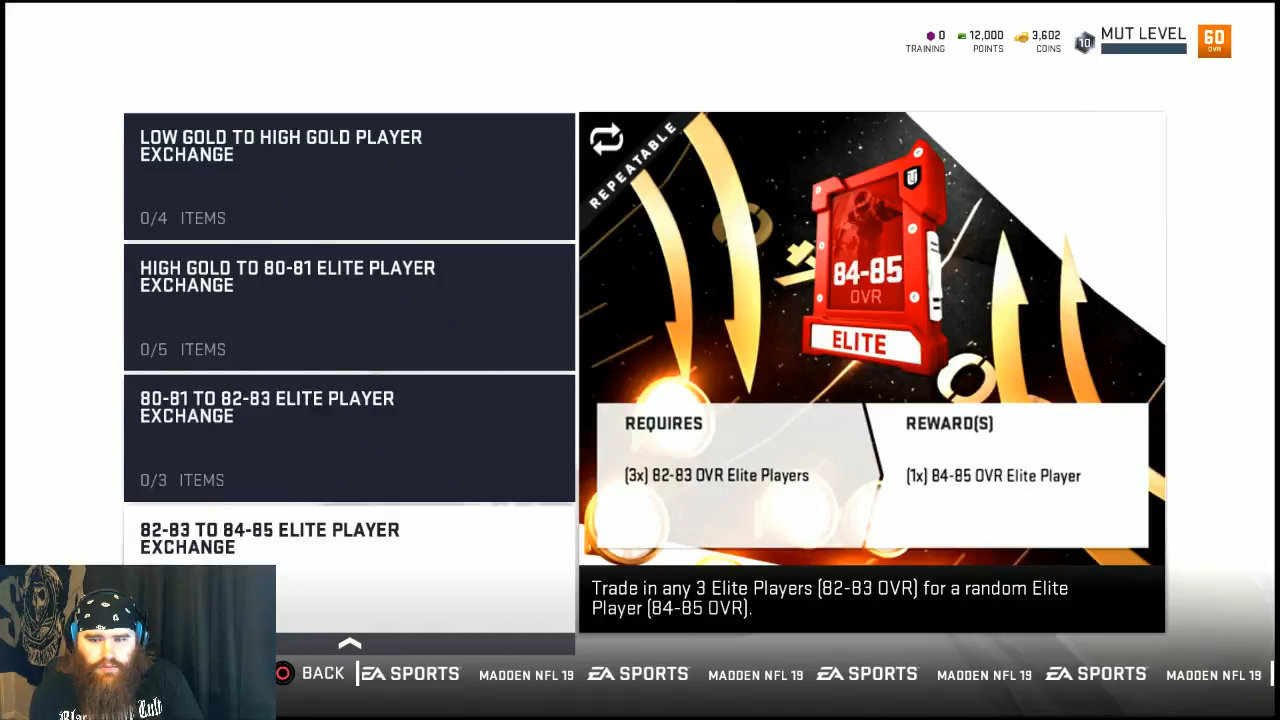 0
TRAINING
12,000
POINTS
3,602
COINS
10
MUT LEVEL
60
OVR
LOW GOLD TO HIGH GOLD PLAYER
EXCHANGE
0/4 ITEMS
HIGH GOLD TO 80-81 ELITE PLAYER
EXCHANGE
0/5 ITEMS
80-81 TO 82-83 ELITE PLAYER
EXCHANGE
0/3 ITEMS
82-83 TO 84-85 ELITE PLAYER
EXCHANGE
REPEATABLE
84-85
OVR
ELITE
REQUIRES
(3x) 82-83 OVR Elite Players
REWARD(S)
(1x) 84-85 OVR Elite Player
Trade in any 3 Elite Players (82-83 OVR) for a random Elite
Player (84-85 OVR).
BACK
EA SPORTS MADDEN NFL 19 EA SPORTS MADDEN NFL 19 EA SPORTS MADDEN NFL 19 EA SPORTS MADDEN NFL 19